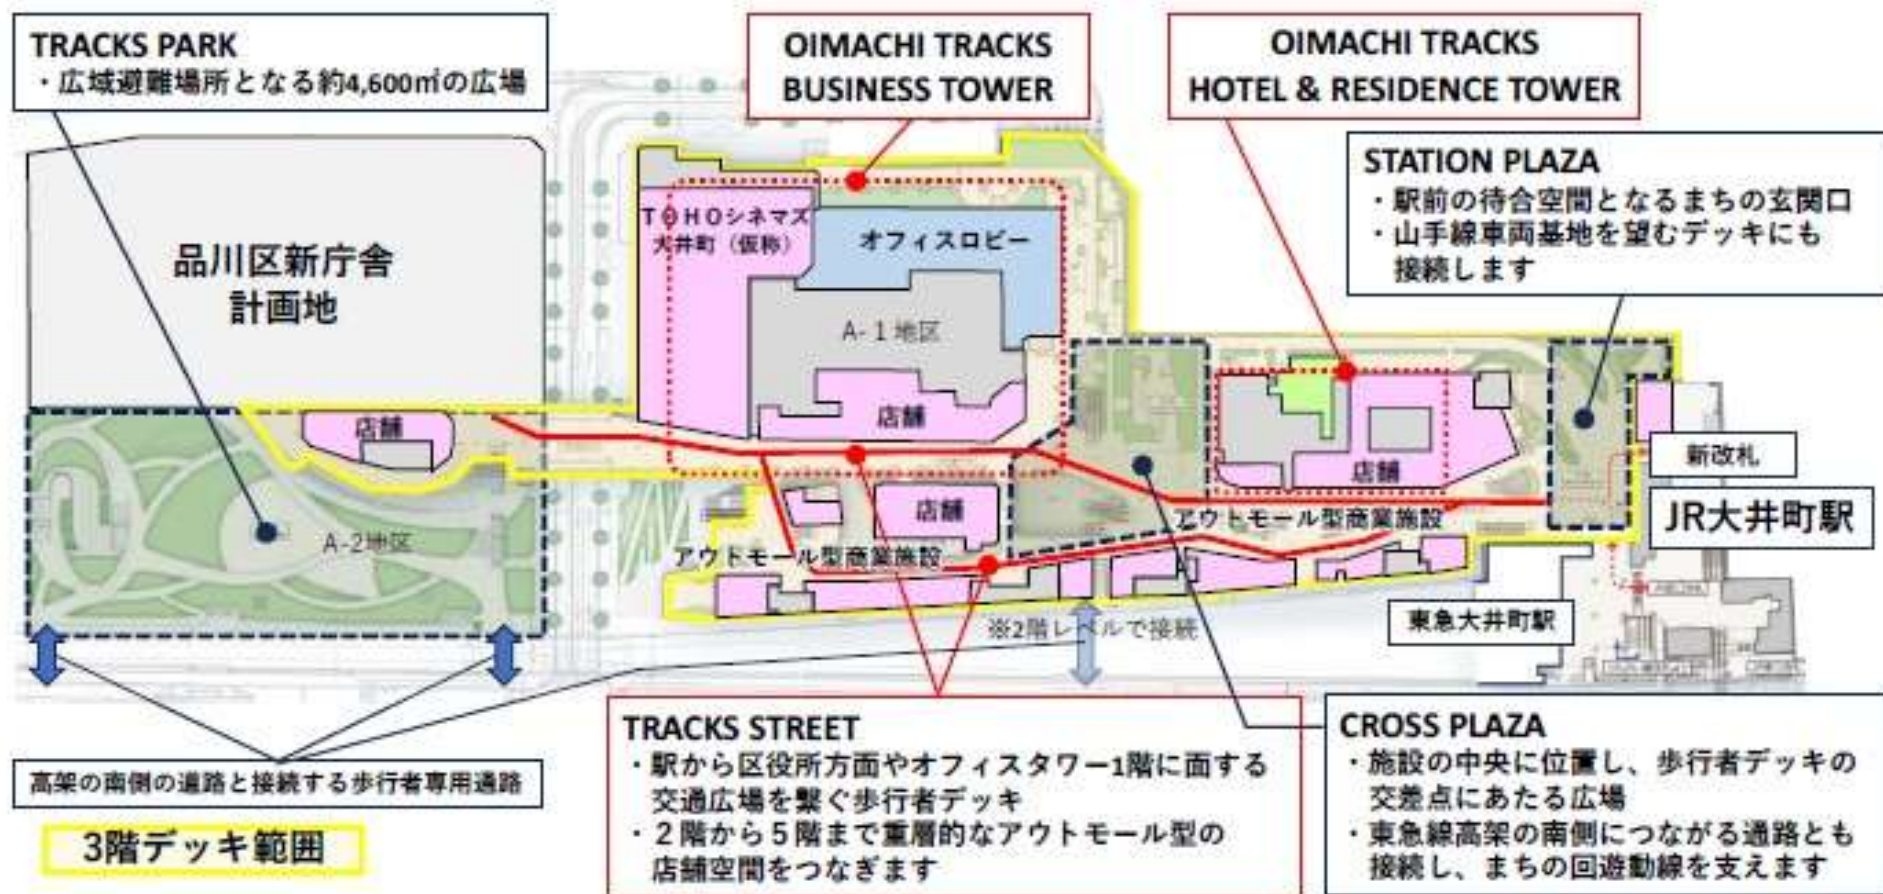 TRACKS PARK
・広域避難場所となる約4,600㎡の広場
OIMACHI TRACKS
BUSINESS TOWER
OIMACHI TRACKS
HOTEL & RESIDENCE TOWER
STATION PLAZA
・駅前の待合空間となるまちの玄関口
・山手線車両基地を望むデッキにも
接続します
品川区新庁舎
計画地
TOHOシネマズ
大井町（仮称）
オフィスロビー
A-1地区
店舗
店舗
店舗
店舗
新改札
JR大井町駅
A-2地区
アウトモール型商業施設
アウトモール型商業施設
※2階レベルで接続
東急大井町駅
高架の南側の道路と接続する歩行者専用通路
3階デッキ範囲
TRACKS STREET
・駅から区役所方面やオフィスタワー1階に面する
交通広場を繋ぐ歩行者デッキ
・２階から５階まで重層的なアウトモール型の
店舗空間をつなぎます
CROSS PLAZA
・施設の中央に位置し、歩行者デッキの
交差点にあたる広場
・東急線高架の南側につながる通路とも
接続し、まちの回遊動線を支えます